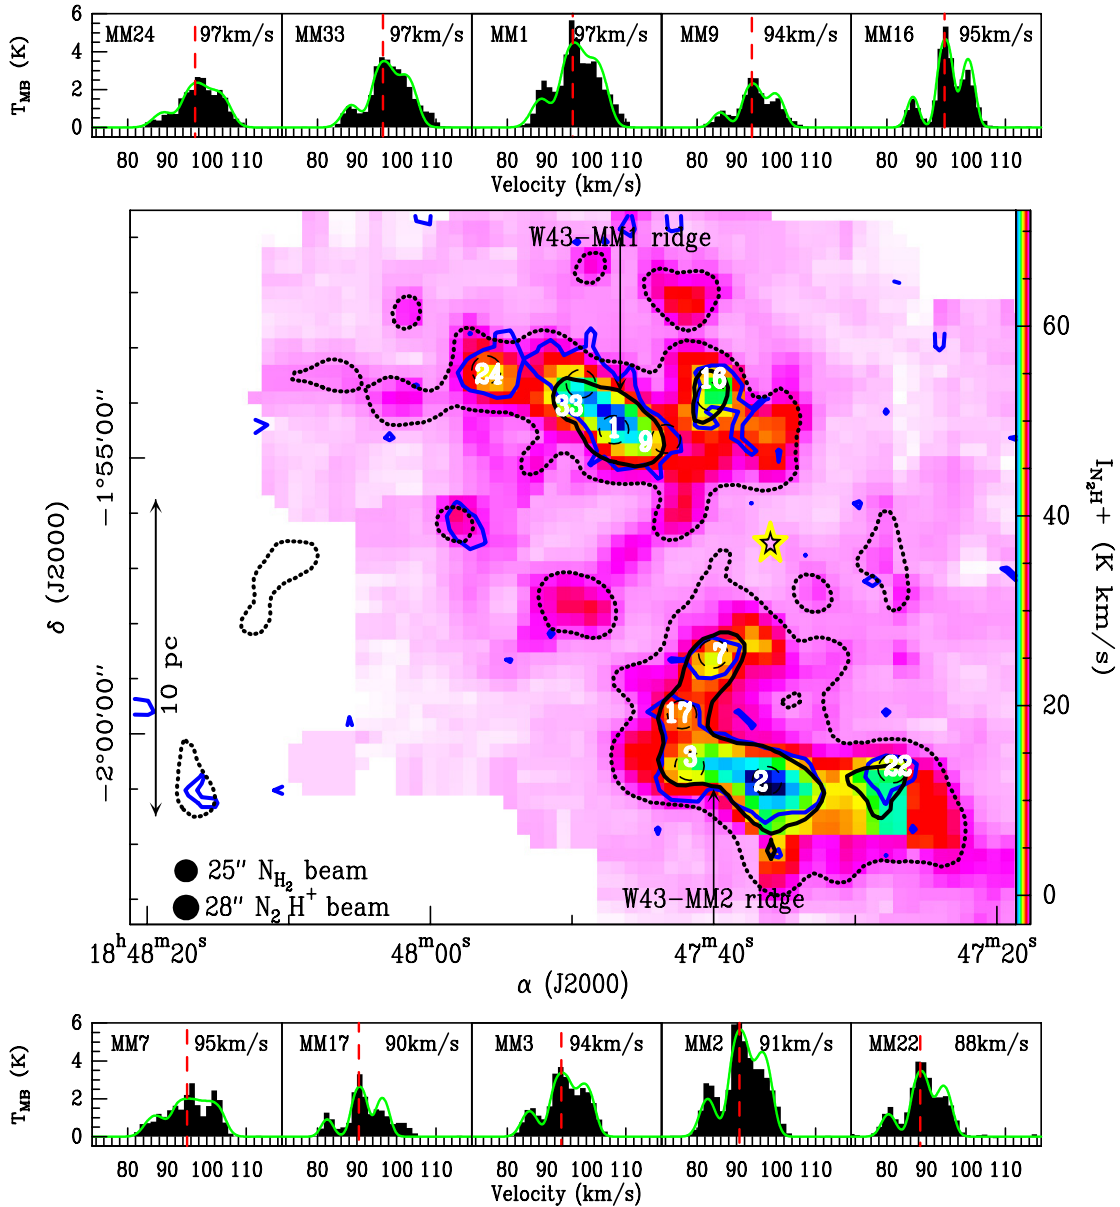 MM24 97km/s MM33 97km/s MM1 97km/s MM9 94km/s MM16 95km/s
T_MB (K)
6
4
2
0
80 90 100 110 80 90 100 110 80 90 100 110 80 90 100 110 80 90 100 110
Velocity (km/s)
W43-MM1 ridge
60
24
16
33
1
9
−1°55'00"
40
δ (J2000)
I_N₂H+ (K km/s)
10 pc
7
17
20
−2°00'00"
3
2
22
25" N_H₂ beam
28" N₂H⁺ beam
W43-MM2 ridge
0
18ʰ48ᵐ20ˢ 48ᵐ00ˢ 47ᵐ40ˢ 47ᵐ20ˢ
α (J2000)
MM7 95km/s MM17 90km/s MM3 94km/s MM2 91km/s MM22 88km/s
T_MB (K)
6
4
2
0
80 90 100 110 80 90 100 110 80 90 100 110 80 90 100 110 80 90 100 110
Velocity (km/s)